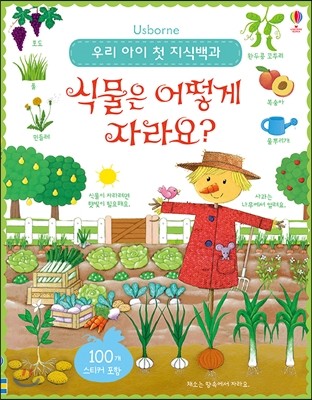 Usborne
우리 아이 첫 지식백과
식물은 어떻게
자라요?
포도
풀
민들레
완두콩 꼬투리
복숭아
물뿌리개
식물이 자라려면
햇빛이 필요해요.
사과는
나무에서 열려요.
100개
스티커 포함
채소는 땅속에서 자라요.